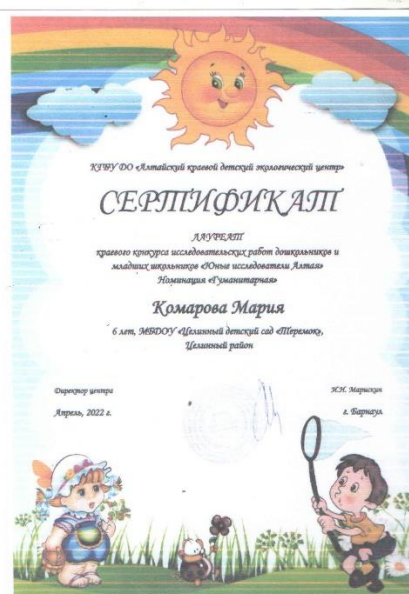 КГБУ ДО «Алтайский краевой детский экологический центр»
СЕРТИФИКАТ
ЛАУРЕАТ
краевого конкурса исследовательских работ дошкольников и
младших школьников «Юные исследователи Алтая»
Номинация «Гуманитарная»
Комарова Мария
6 лет, МБДОУ «Целинный детский сад «Теремок»,
Целинный район
Директор центра
И.Н. Марискин
Апрель, 2022 г.
г. Барнаул